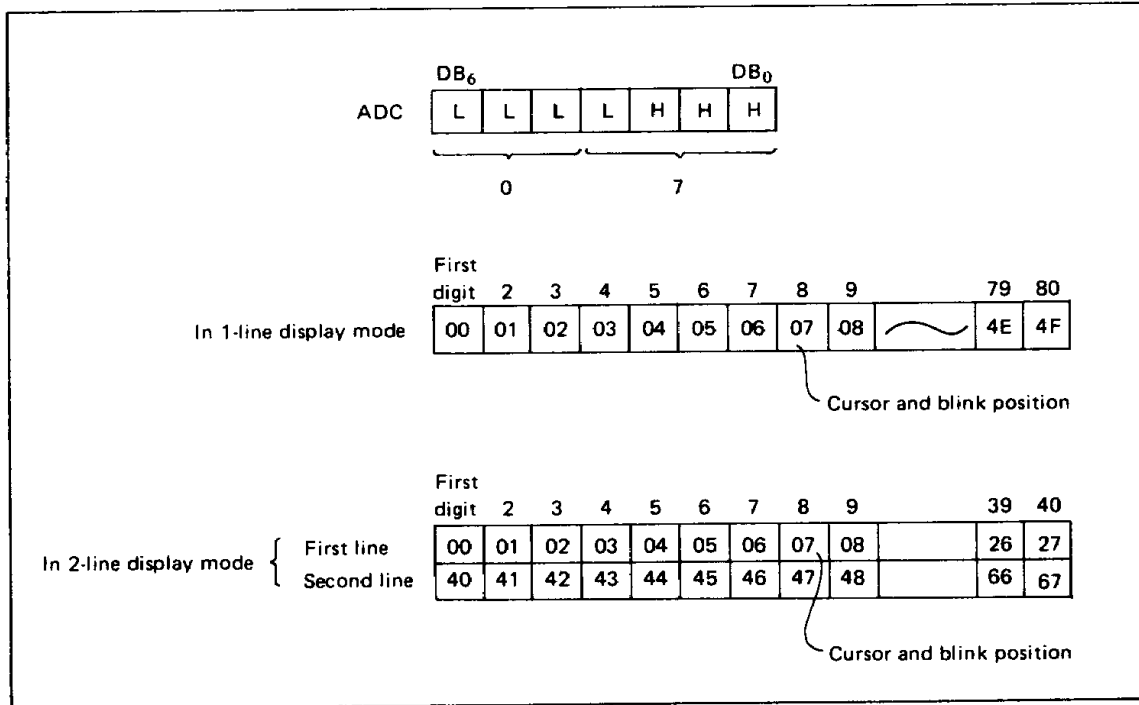 DB6 DB0
ADC L L L L H H H
0 7
First
digit 2 3 4 5 6 7 8 9 79 80
In 1-line display mode 00 01 02 03 04 05 06 07 08 4E 4F
Cursor and blink position
First
digit 2 3 4 5 6 7 8 9 39 40
In 2-line display mode { First line 00 01 02 03 04 05 06 07 08 26 27
Second line 40 41 42 43 44 45 46 47 48 66 67
Cursor and blink position